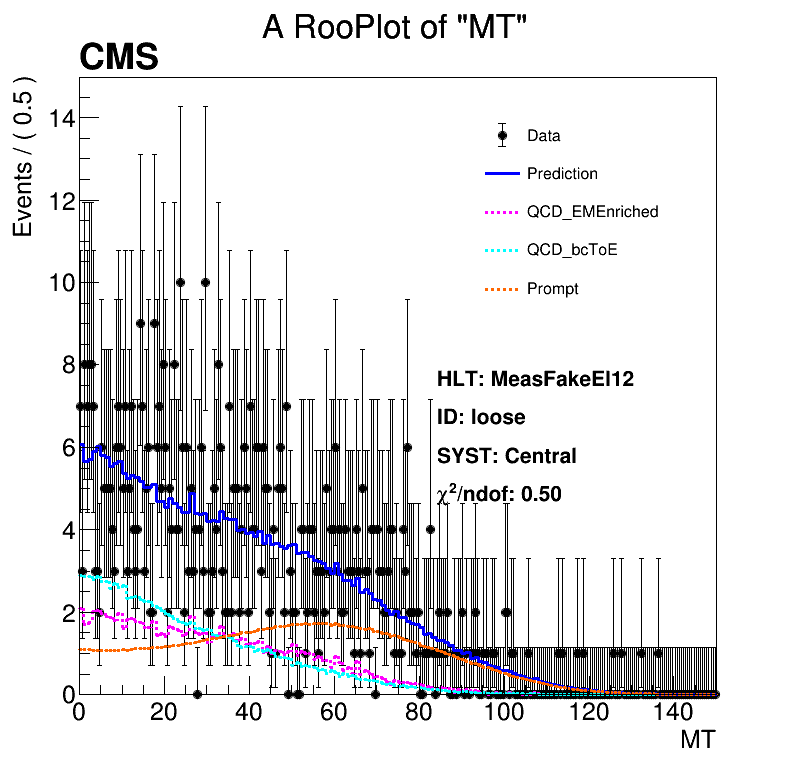 A RooPlot of "MT"
CMS
Events / ( 0.5 )
14
12
10
8
6
4
2
0
Data
Prediction
QCD_EMEnriched
QCD_bcToE
Prompt
HLT: MeasFakeEl12
ID: loose
SYST: Central
χ²/ndof: 0.50
0 20 40 60 80 100 120 140
MT